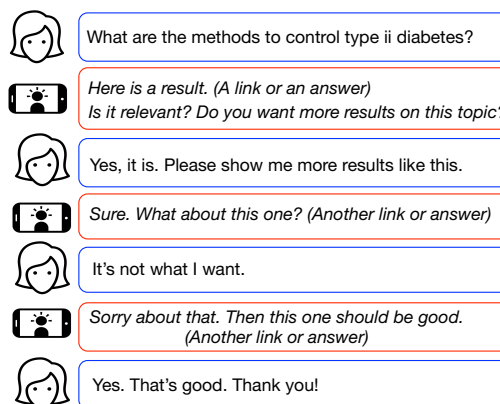 What are the methods to control type ii diabetes?
Here is a result. (A link or an answer)
Is it relevant? Do you want more results on this topic?
Yes, it is. Please show me more results like this.
Sure. What about this one? (Another link or answer)
It's not what I want.
Sorry about that. Then this one should be good.
(Another link or answer)
Yes. That's good. Thank you!